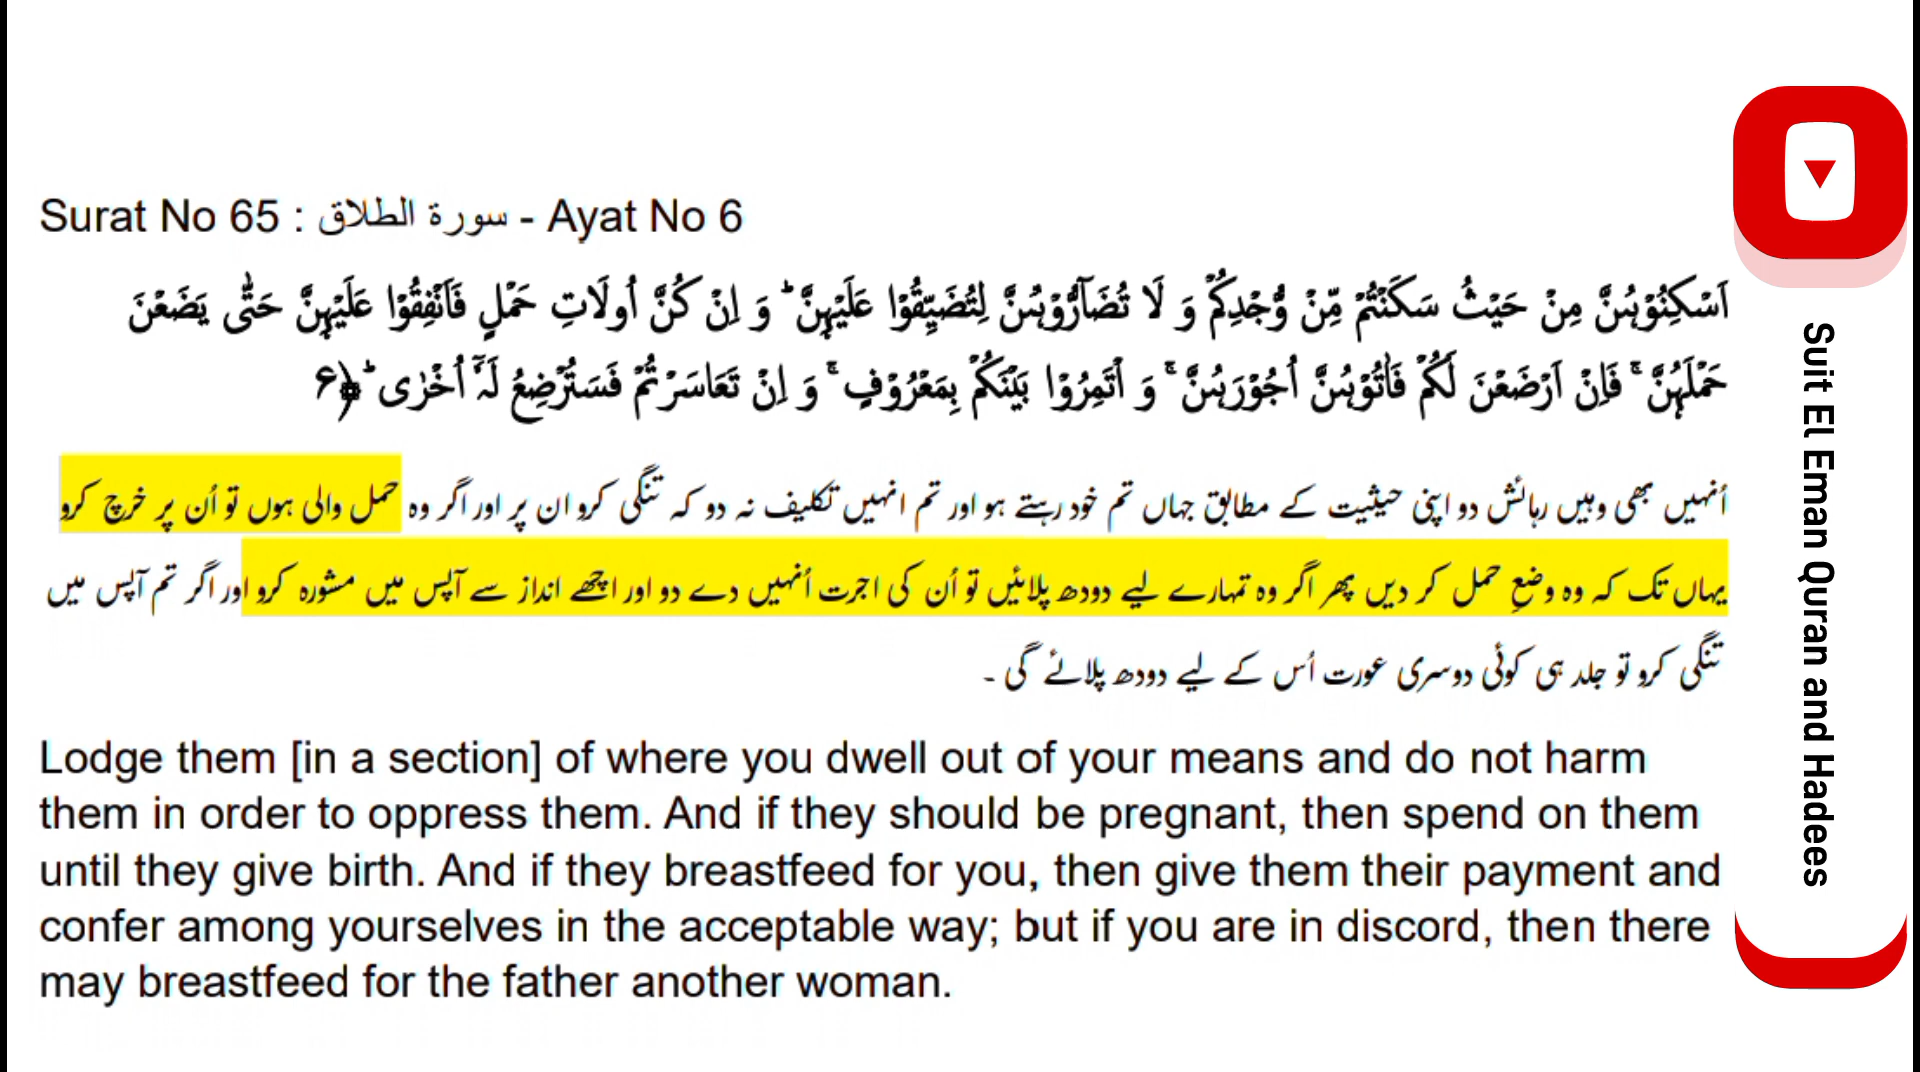 Surat No 65 : سورة الطلاق - Ayat No 6
اَسۡکِنُوۡہُنَّ مِنۡ حَیۡثُ سَکَنۡتُمۡ مِّنۡ وُّجۡدِکُمۡ وَ لَا تُضَآرُّوۡہُنَّ لِتُضَیِّقُوۡا عَلَیۡہِنَّ ؕ وَ اِنۡ کُنَّ اُولَاتِ حَمۡلٍ فَاَنۡفِقُوۡا عَلَیۡہِنَّ حَتّٰی یَضَعۡنَ
حَمۡلَہُنَّ ۚ فَاِنۡ اَرۡضَعۡنَ لَکُمۡ فَاٰتُوۡہُنَّ اُجُوۡرَہُنَّ ۚ وَ اۡتَمِرُوۡا بَیۡنَکُمۡ بِمَعۡرُوۡفٍ ۚ وَ اِنۡ تَعَاسَرۡتُمۡ فَسَتُرۡضِعُ لَہٗۤ اُخۡرٰی ؕ﴿۶
اُنہیں بھی وہیں رہائش دو اپنی حیثیت کے مطابق جہاں تم خود رہتے ہو اور تم انہیں تکلیف نہ دو کہ تنگی کرو ان پر اور اگر وہ حمل والی ہوں تو اُن پر خرچ کرو
یہاں تک کہ وہ وضعِ حمل کر دیں پھر اگر وہ تمہارے لیے دودھ پلائیں تو اُن کی اجرت اُنہیں دے دو اور اچھے انداز سے آپس میں مشورہ کرو اور اگر تم آپس میں
تنگی کرو تو جلد ہی کوئی دوسری عورت اُس کے لیے دودھ پلائے گی ۔
Lodge them [in a section] of where you dwell out of your means and do not harm
them in order to oppress them. And if they should be pregnant, then spend on them
until they give birth. And if they breastfeed for you, then give them their payment and
confer among yourselves in the acceptable way; but if you are in discord, then there
may breastfeed for the father another woman.
Suit El Eman Quran and Hadees